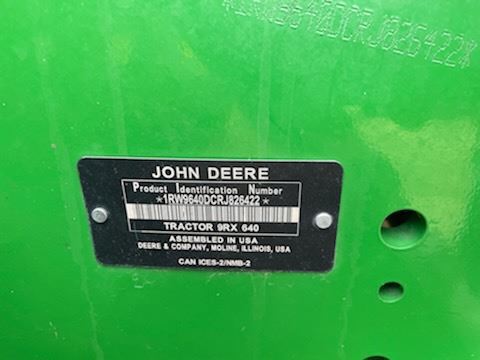 *1RW9640DCRJ826422*
JOHN DEERE
Product Identification Number
*1RW9640DCRJ826422*
TRACTOR 9RX 640
ASSEMBLED IN USA
DEERE & COMPANY, MOLINE, ILLINOIS, USA
CAN ICES-2/NMB-2